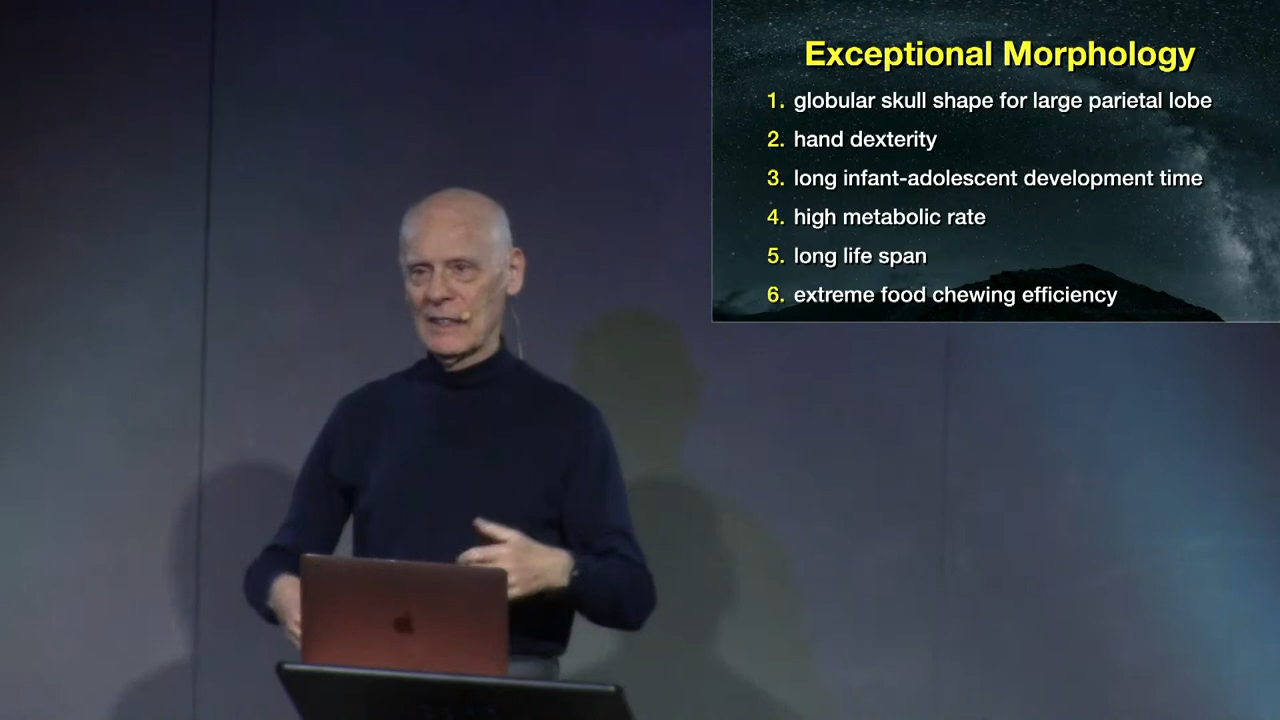 Exceptional Morphology
1. globular skull shape for large parietal lobe
2. hand dexterity
3. long infant-adolescent development time
4. high metabolic rate
5. long life span
6. extreme food chewing efficiency